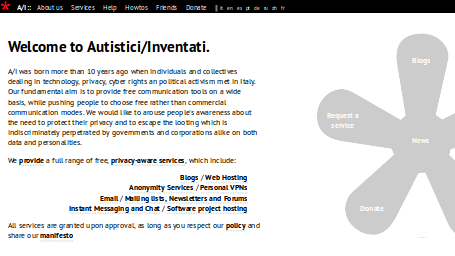 A/I:: About us Services Help Howtos Friends Donate it en es pt de ru zh fr
Welcome to Autistici/Inventati.
A/I was born more than 10 years ago when individuals and collectives
dealing in technology, privacy, cyber rights an political activism met in Italy.
Our fundamental aim is to provide free communication tools on a wide
basis, while pushing people to choose free rather than commercial
communication modes. We would like to arouse people's awareness about
the need to protect their privacy and to escape the looting which is
indiscriminately perpetrated by governments and corporations alike on both
data and personalities.
We provide a full range of free, privacy-aware services, which include:
Blogs / Web Hosting
Anonymity Services / Personal VPNs
Email / Mailing lists, Newsletters and Forums
Instant Messaging and Chat / Software project hosting
All services are granted upon approval, as long as you respect our policy and
share our manifesto
Blogs
Request a
service
News
Donate